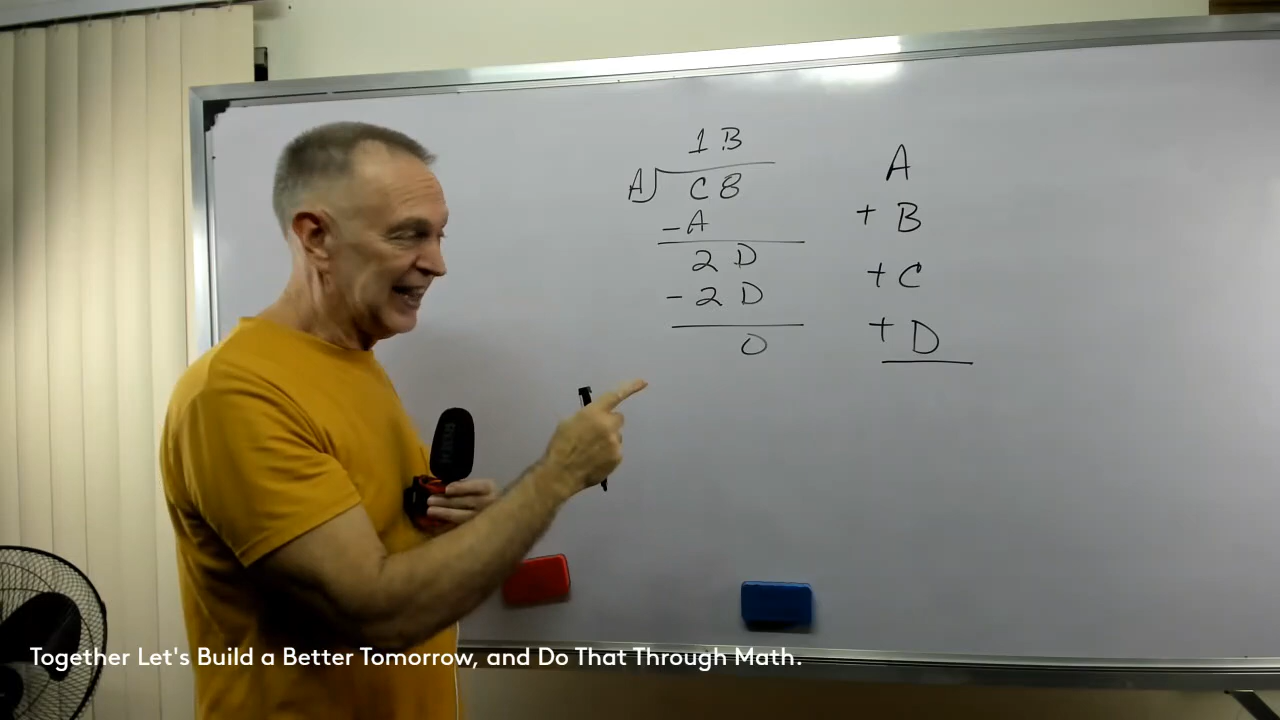 1 B
A) C 8
- A
2 D
- 2 D
0
A
+ B
+ C
+ D
Together Let's Build a Better Tomorrow, and Do That Through Math.